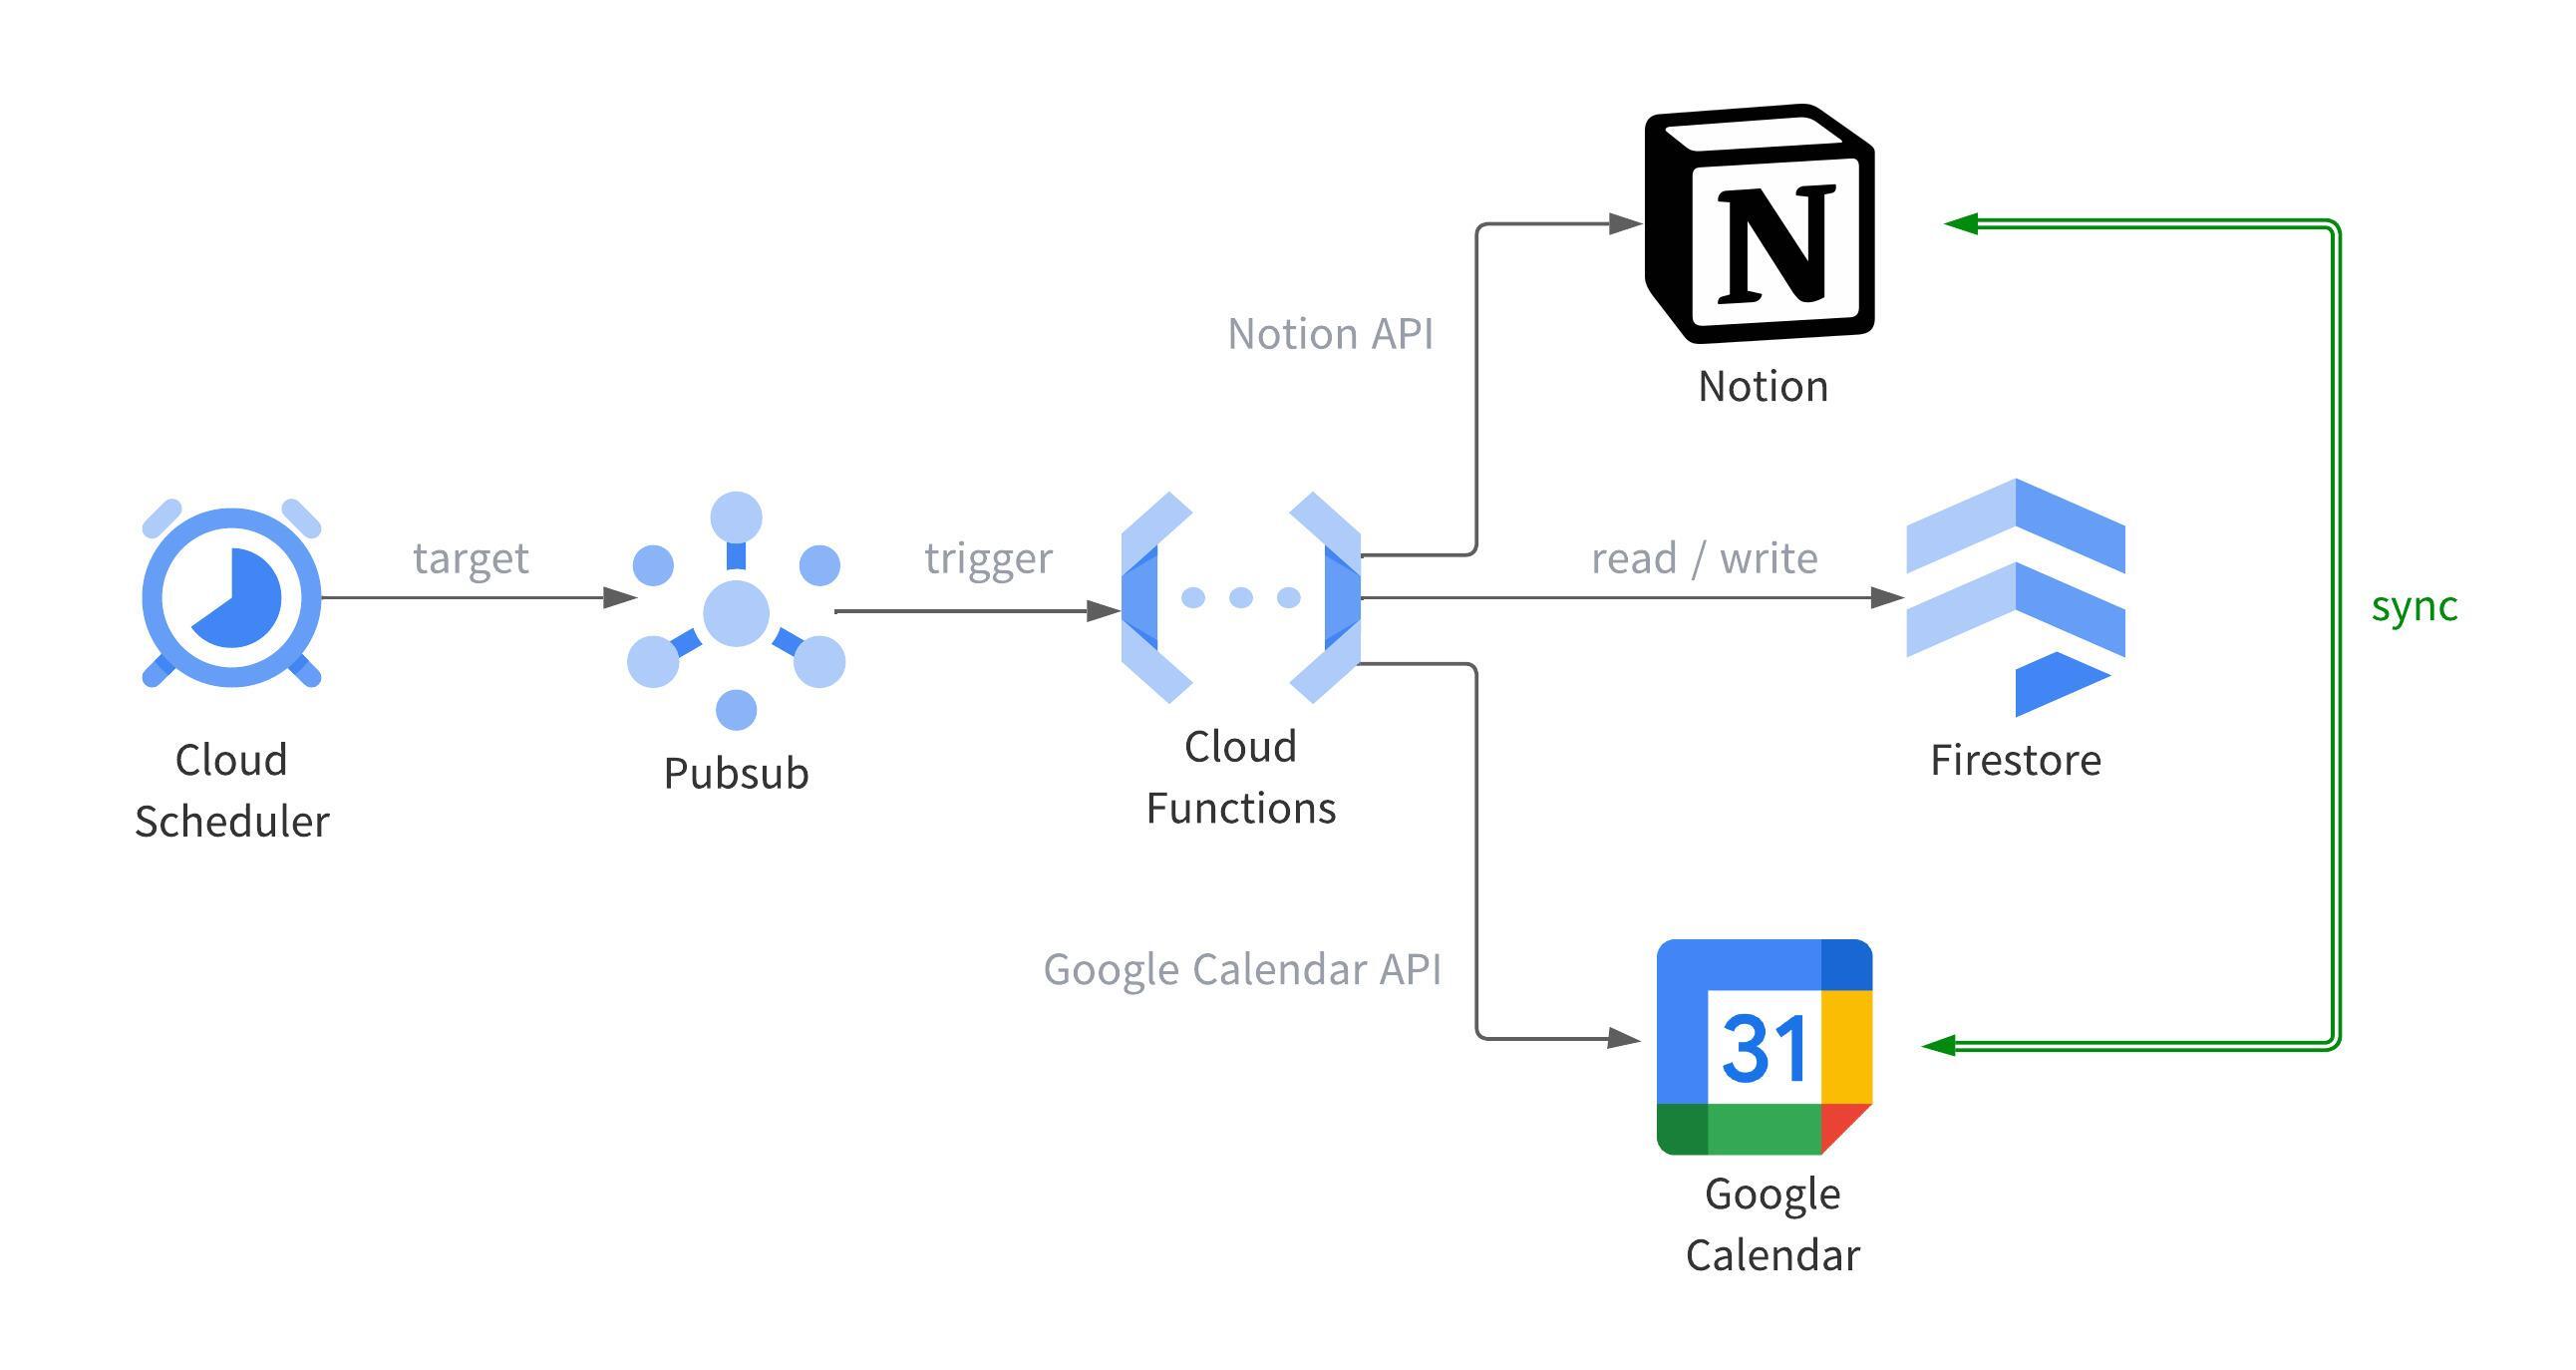 N
Notion API
Notion
target
trigger
read / write
sync
Cloud
Scheduler
Pubsub
Cloud
Functions
Firestore
Google Calendar API
31
Google
Calendar